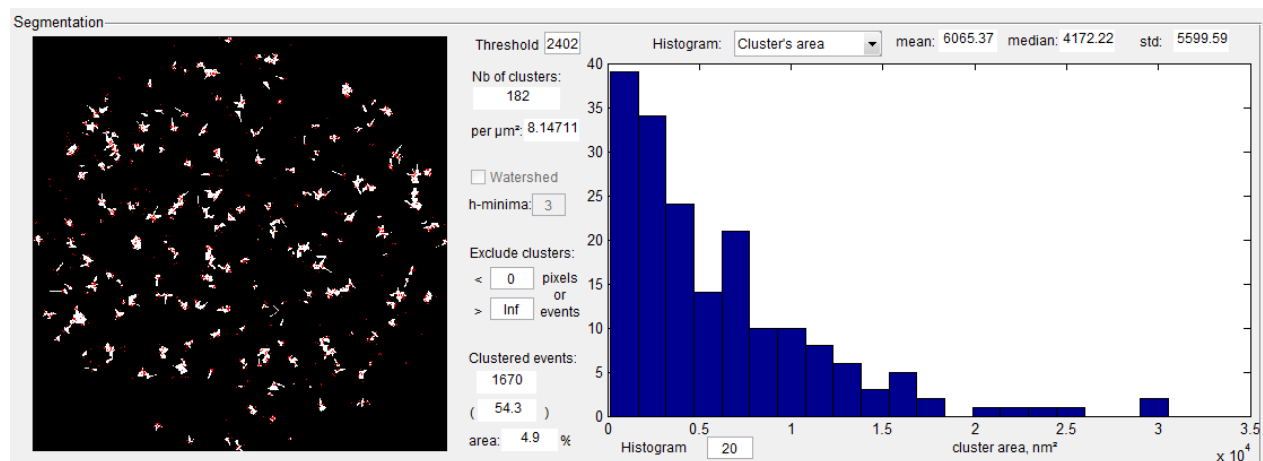 Segmentation
Threshold 2402
Histogram: Cluster's area mean: 6065.37 median: 4172.22 std: 5599.59
Nb of clusters:
182
per µm²: 8.14711
Watershed
h-minima: 3
Exclude clusters:
< 0 pixels
or
> Inf events
Clustered events:
1670
( 54.3 )
area: 4.9 %
40
35
30
25
20
15
10
5
0
0 0.5 1 1.5 2 2.5 3 3.5
Histogram 20 cluster area, nm²
x 10⁴